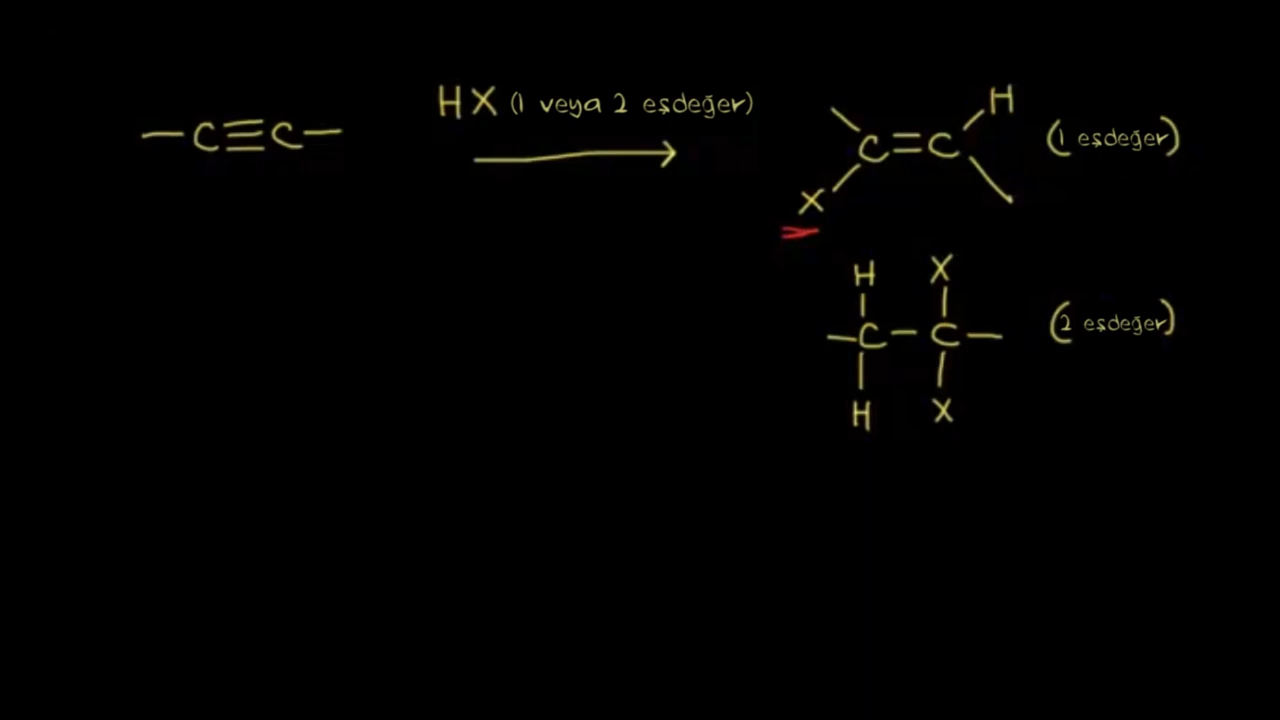 HX (1 veya 2 eşdeğer)
—C≡C—
H
C=C (1 eşdeğer)
X
H X
—C—C— (2 eşdeğer)
H X